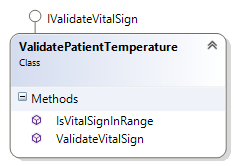 IValidateVitalSign
ValidatePatientTemperature
Class
Methods
IsVitalSignInRange
ValidateVitalSign